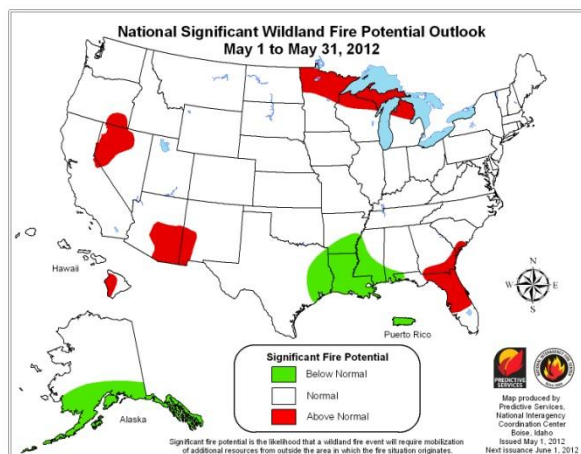 National Significant Wildland Fire Potential Outlook
May 1 to May 31, 2012
Hawaii
N
W
E
S
Puerto Rico
Alaska
Significant Fire Potential
Below Normal
Normal
Above Normal
PREDICTIVE
SERVICES
Map produced by
Predictive Services,
National Interagency
Coordination Center
Boise, Idaho
Issued May 1, 2012
Next issuance June 1, 2012
Significant fire potential is the likelihood that a wildland fire event will require mobilization
of additional resources from outside the area in which the fire situation originates.